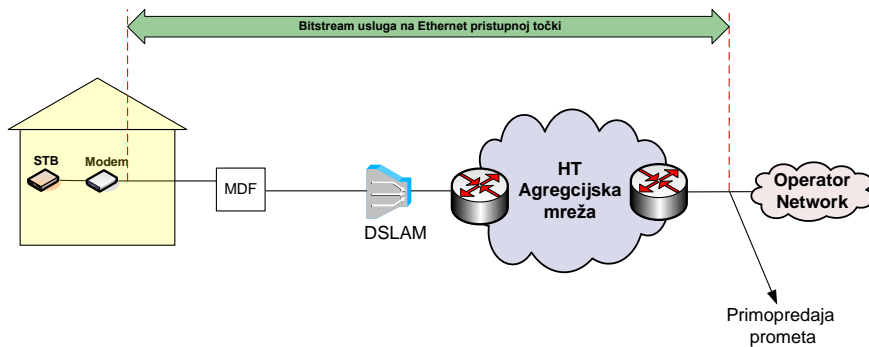 Bitstream usluga na Ethernet pristupnoj točki
STB
Modem
MDF
DSLAM
HT
Agregcijska
mreža
Operator
Network
Primopredaja
prometa